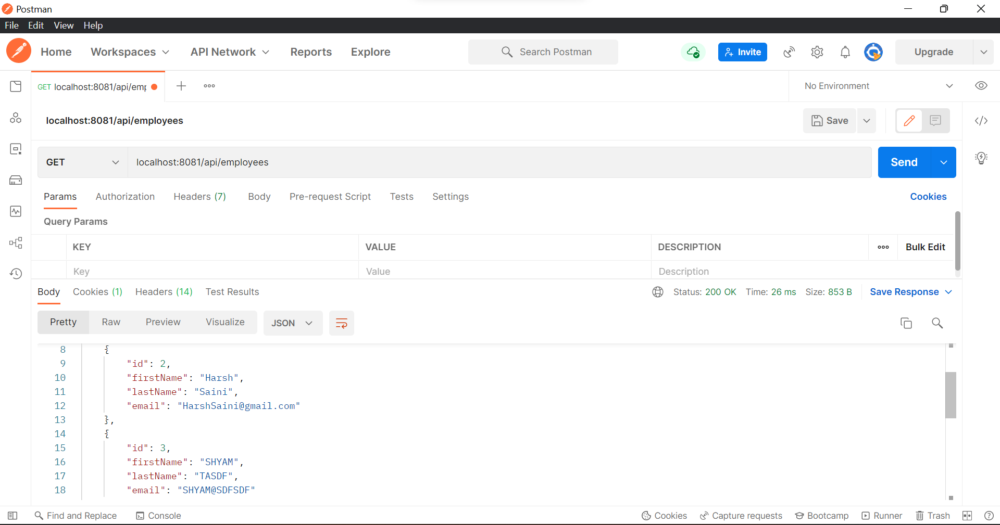 Postman
File Edit View Help
Home Workspaces API Network Reports Explore Search Postman Invite Upgrade
GET localhost:8081/api/emp No Environment
localhost:8081/api/employees Save
GET localhost:8081/api/employees Send
Params Authorization Headers (7) Body Pre-request Script Tests Settings Cookies
Query Params
KEY VALUE DESCRIPTION Bulk Edit
Key Value Description
Body Cookies (1) Headers (14) Test Results Status: 200 OK Time: 26 ms Size: 853 B Save Response
Pretty Raw Preview Visualize JSON
8 {
9 "id": 2,
10 "firstName": "Harsh",
11 "lastName": "Saini",
12 "email": "HarshSaini@gmail.com"
13 },
14 {
15 "id": 3,
16 "firstName": "SHYAM",
17 "lastName": "TASDF",
18 "email": "SHYAM@SDFSDF"
Find and Replace Console Cookies Capture requests Bootcamp Runner Trash